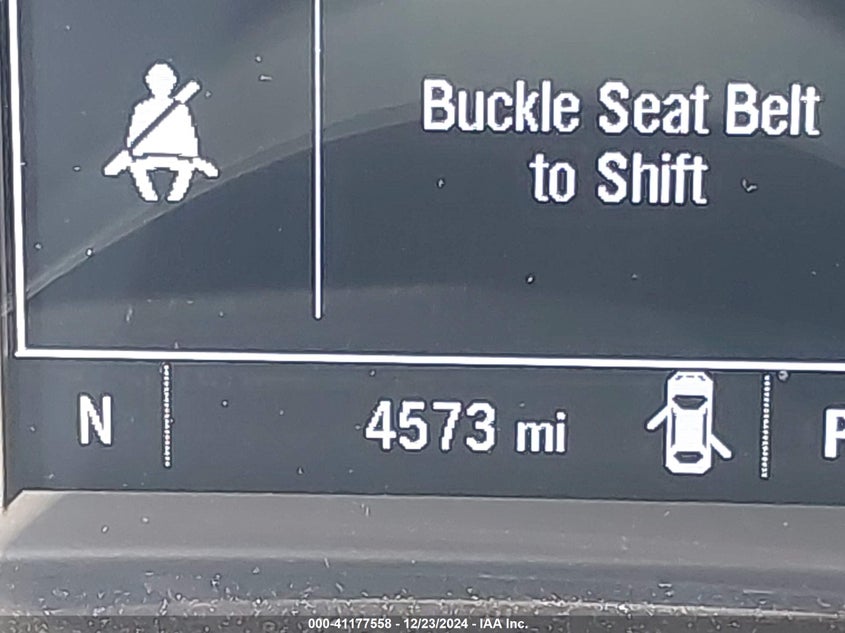 Buckle Seat Belt
to Shift
N
4573 mi
P
000-41177558 - 12/23/2024 - IAA Inc.